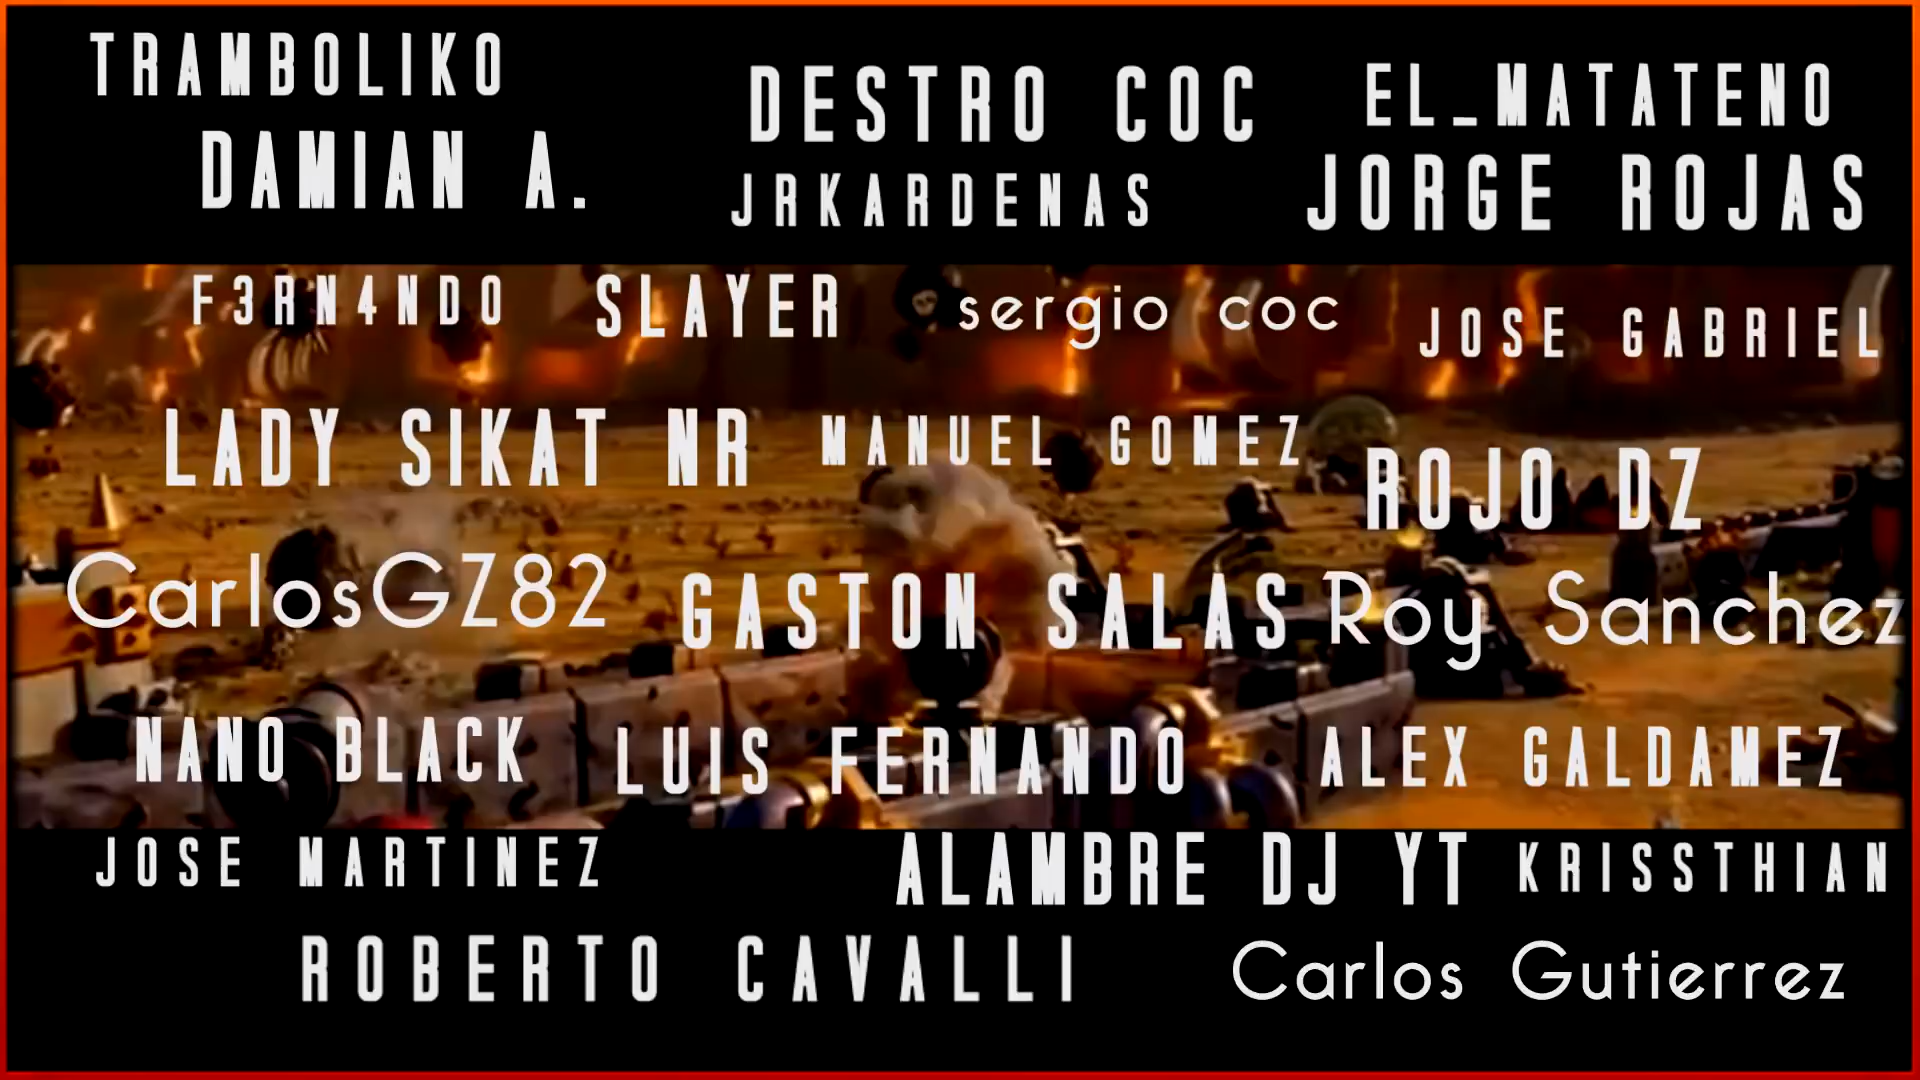 TRAMBOLIKO
DESTRO COC
EL_MATATENO
DAMIAN A.
JRKARDENAS
JORGE ROJAS
F3RN4NDO
SLAYER
sergio coc
JOSE GABRIEL
LADY SIKAT NR
MANUEL GOMEZ
ROJO DZ
CarlosGZ82
GASTON SALAS
Roy Sanchez
NANO BLACK
LUIS FERNANDO
ALEX GALDAMEZ
JOSE MARTINEZ
ALAMBRE DJ YT
KRISSTHIAN
ROBERTO CAVALLI
Carlos Gutierrez